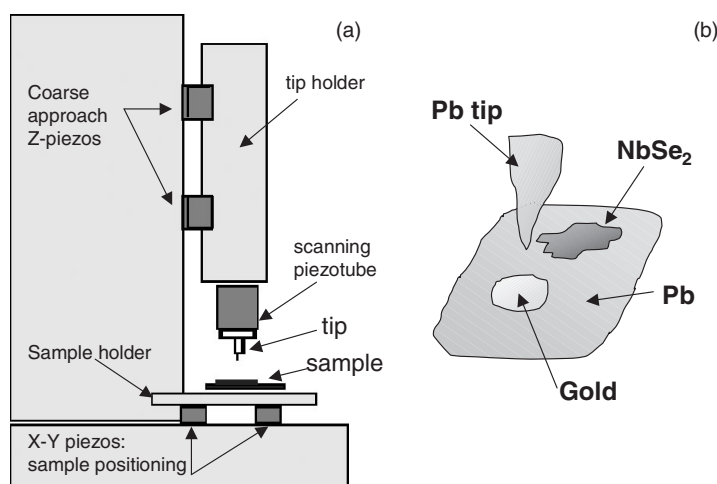 (a)
Coarse
approach
Z-piezos
tip holder
scanning
piezotube
tip
Sample holder
sample
X-Y piezos:
sample positioning
(b)
Pb tip
NbSe₂
Pb
Gold